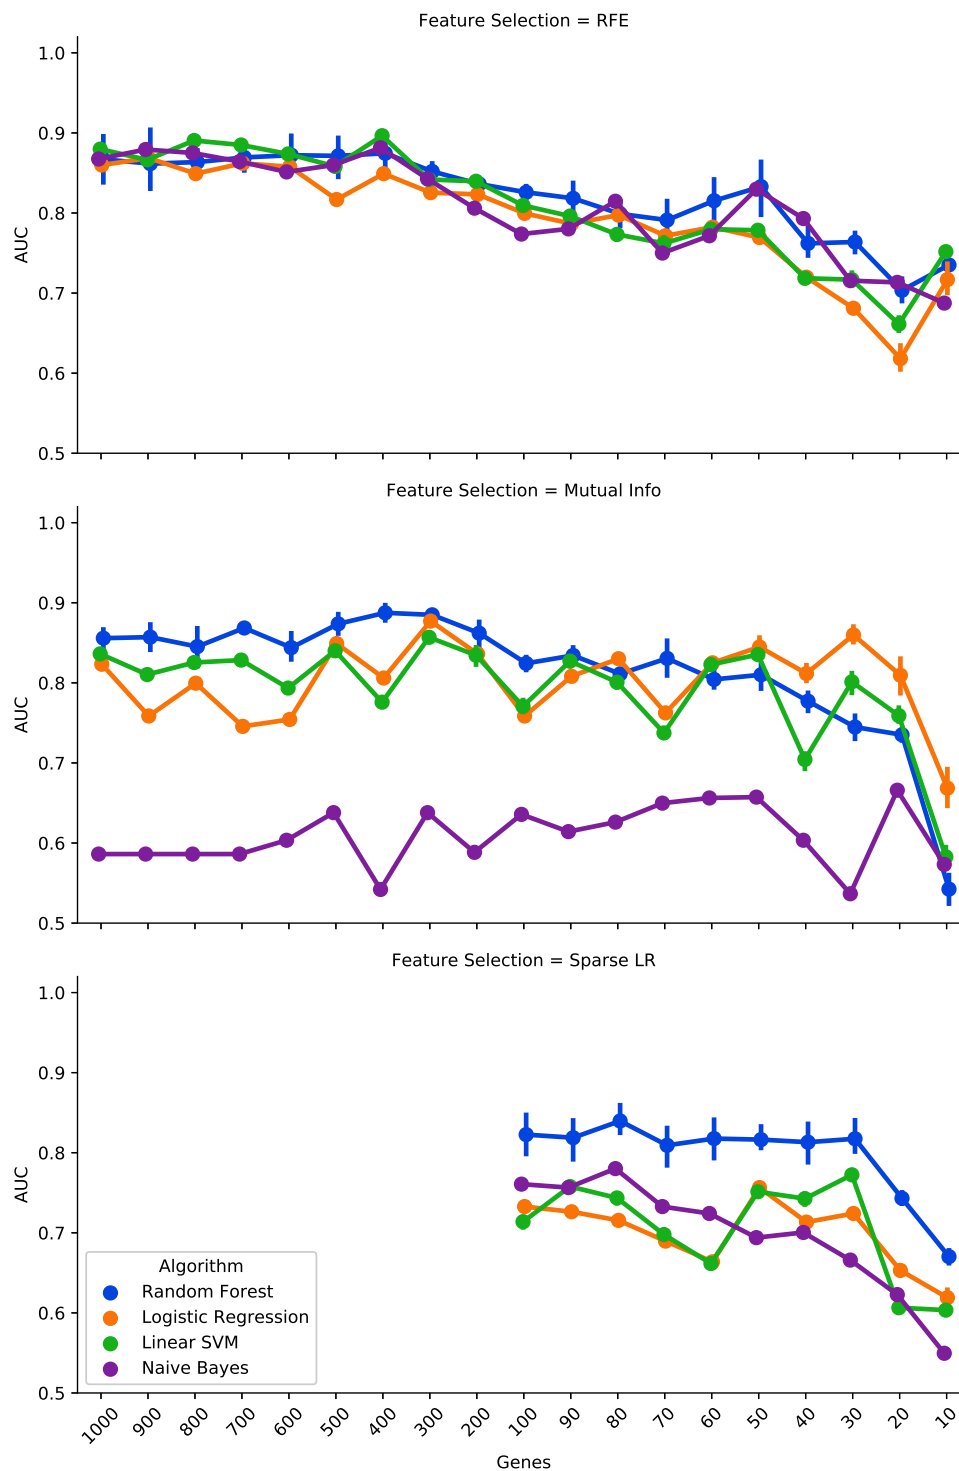 Feature Selection = RFE
1.0
0.9
0.8
0.7
0.6
0.5
AUC
Feature Selection = Mutual Info
1.0
0.9
0.8
0.7
0.6
0.5
AUC
Feature Selection = Sparse LR
1.0
0.9
0.8
0.7
0.6
0.5
AUC
Algorithm
Random Forest
Logistic Regression
Linear SVM
Naive Bayes
1000 900 800 700 600 500 400 300 200 100 90 80 70 60 50 40 30 20 10
Genes